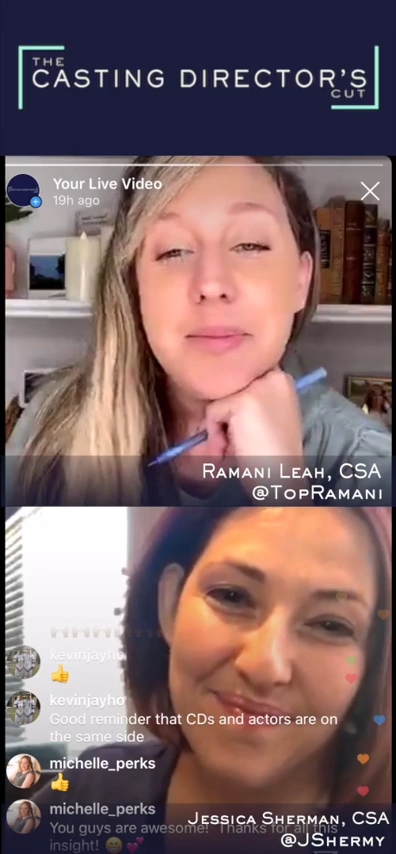 THE
CASTING DIRECTOR'S
CUT
Your Live Video
19h ago
RAMANI LEAH, CSA
@TOPRAMANI
kevinjayho
👍
kevinjayho
Good reminder that CDs and actors are on
the same side
michelle_perks
👍
michelle_perks
You guys are awesome! Thanks for all this
insight! 😁 💕
JESSICA SHERMAN, CSA
@JSHERMY